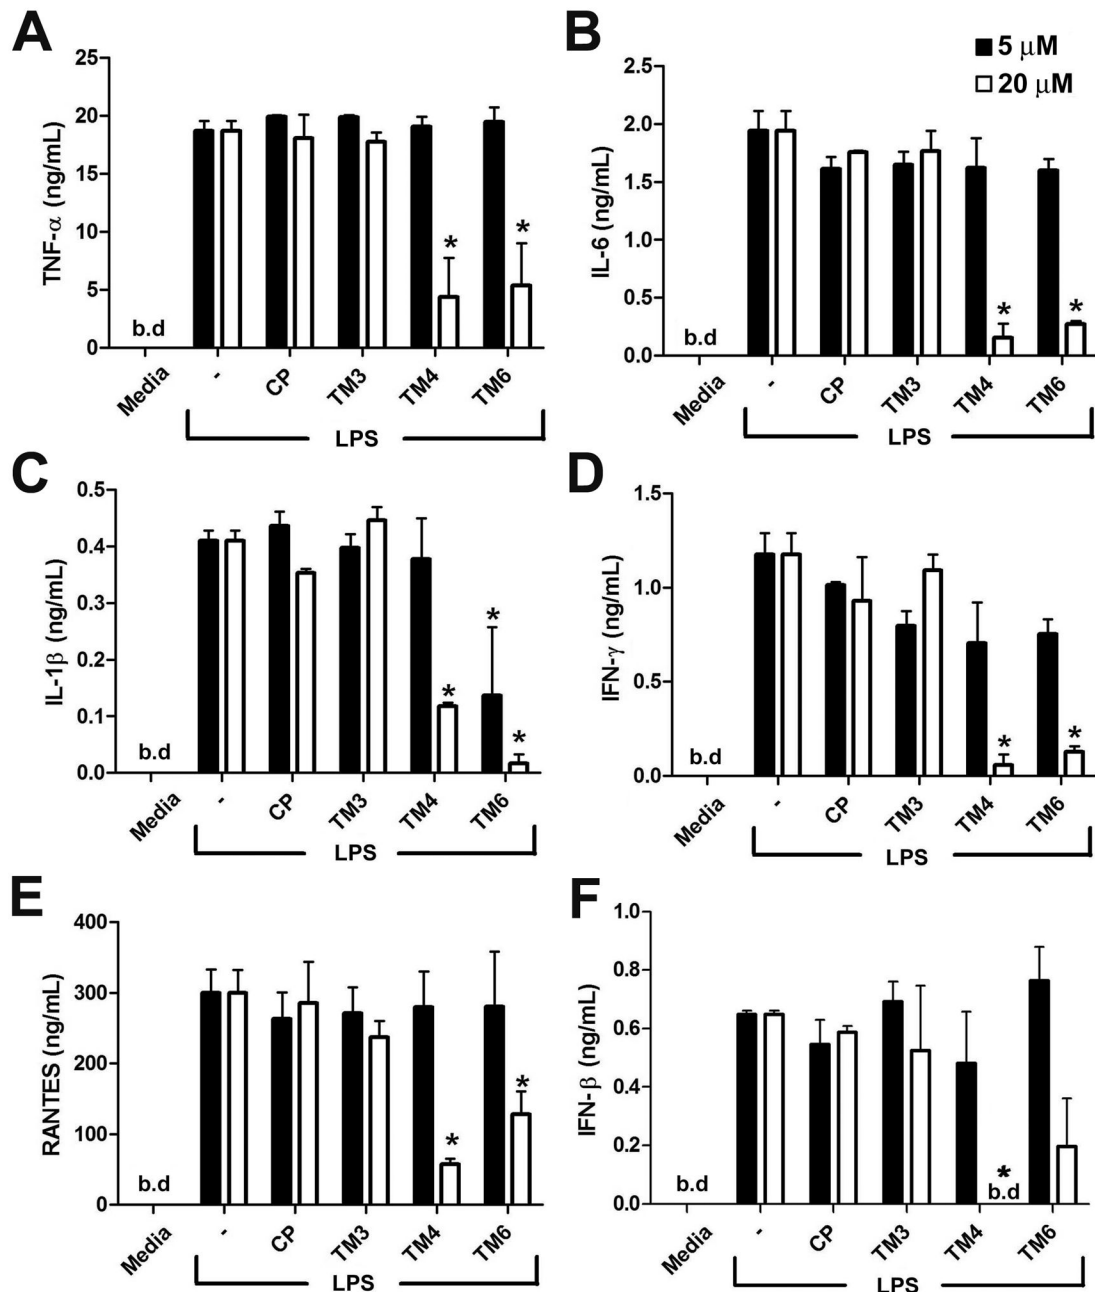 A
TNF-α (ng/mL)
25
20
15
10
5
0
b.d
*
*
Media
-
CP
TM3
TM4
TM6
LPS
B
5 μM
20 μM
IL-6 (ng/mL)
2.5
2.0
1.5
1.0
0.5
0.0
b.d
*
*
Media
-
CP
TM3
TM4
TM6
LPS
C
IL-1β (ng/mL)
0.5
0.4
0.3
0.2
0.1
0.0
b.d
*
*
*
Media
-
CP
TM3
TM4
TM6
LPS
D
IFN-γ (ng/mL)
1.5
1.0
0.5
0.0
b.d
*
*
Media
-
CP
TM3
TM4
TM6
LPS
E
RANTES (ng/mL)
400
300
200
100
0
b.d
*
*
Media
-
CP
TM3
TM4
TM6
LPS
F
IFN-β (ng/mL)
1.0
0.8
0.6
0.4
0.2
0.0
b.d
*
b.d
Media
-
CP
TM3
TM4
TM6
LPS